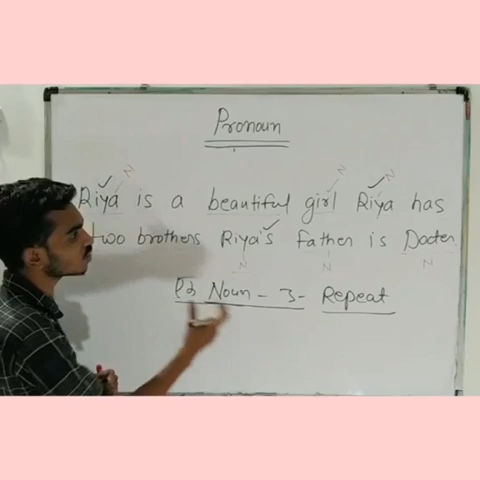 Pronoun
N N N
Riya is a beautiful girl Riya has
two brothers Riya's father is Docter
N N N
Noun - 3 - Repeat